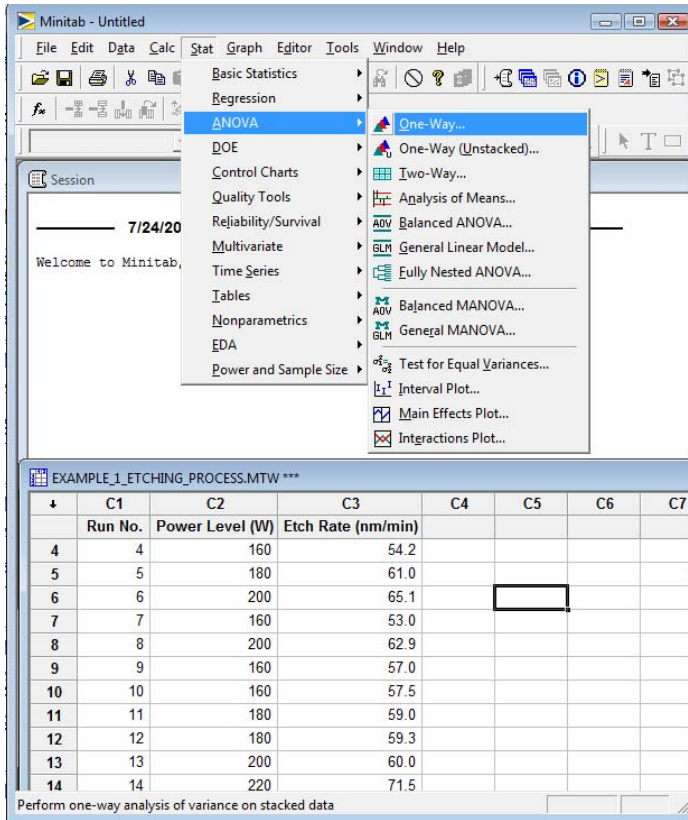 Minitab - Untitled
File Edit Data Calc Stat Graph Editor Tools Window Help
Basic Statistics
Regression
ANOVA
DOE
Control Charts
Quality Tools
Reliability/Survival
Multivariate
Time Series
Tables
Nonparametrics
EDA
Power and Sample Size
One-Way...
One-Way (Unstacked)...
Two-Way...
Analysis of Means...
AOV Balanced ANOVA...
GLM General Linear Model...
Fully Nested ANOVA...
M AOV Balanced MANOVA...
M GLM General MANOVA...
Test for Equal Variances...
Interval Plot...
Main Effects Plot...
Interactions Plot...
Session
7/24/20
Welcome to Minitab,
EXAMPLE_1_ETCHING_PROCESS.MTW ***
C1 C2 C3 C4 C5 C6 C7
Run No. Power Level (W) Etch Rate (nm/min)
4 4 160 54.2
5 5 180 61.0
6 6 200 65.1
7 7 160 53.0
8 8 200 62.9
9 9 160 57.0
10 10 160 57.5
11 11 180 59.0
12 12 180 59.3
13 13 200 60.0
14 14 220 71.5
Perform one-way analysis of variance on stacked data